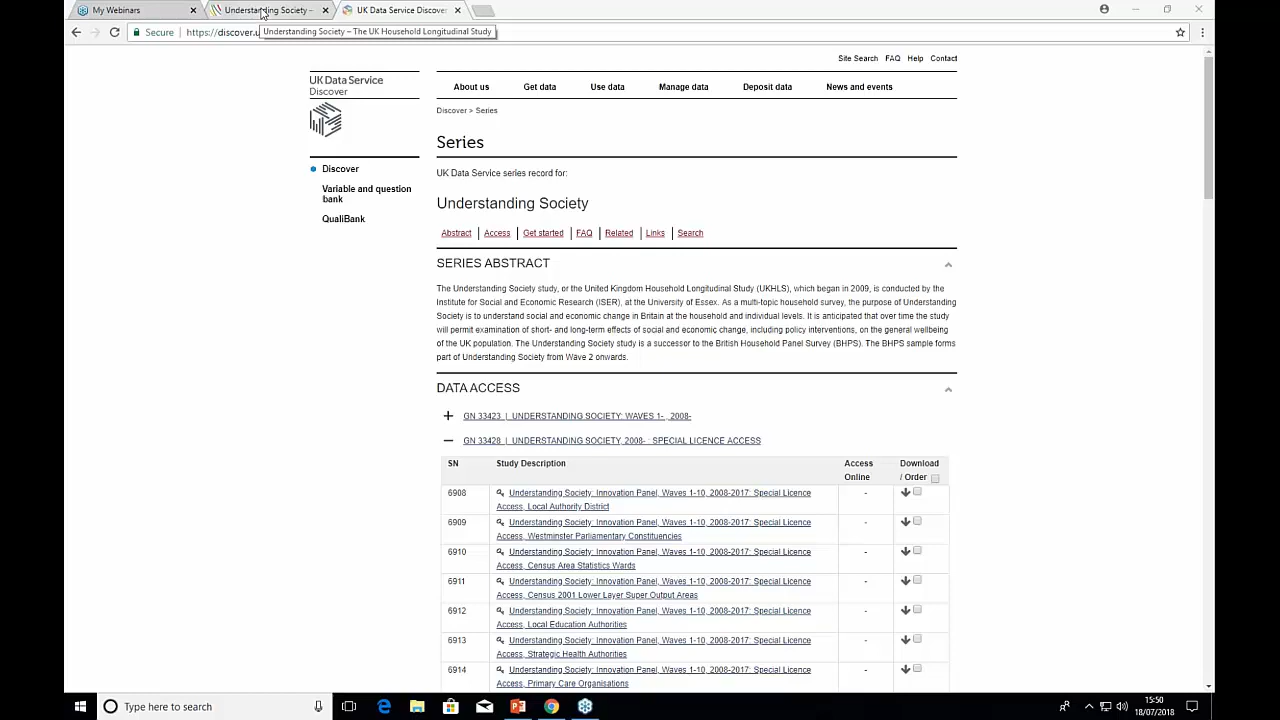 My Webinars
Understanding Society –
UK Data Service Discover
Secure
https://discover.u
Understanding Society – The UK Household Longitudinal Study
Site Search FAQ Help Contact
UK Data Service
Discover
About us Get data Use data Manage data Deposit data News and events
Discover > Series
Series
Discover
Variable and question
bank
QualiBank
UK Data Service series record for:
Understanding Society
Abstract Access Get started FAQ Related Links Search
SERIES ABSTRACT
The Understanding Society study, or the United Kingdom Household Longitudinal Study (UKHLS), which began in 2009, is conducted by the
Institute for Social and Economic Research (ISER), at the University of Essex. As a multi-topic household survey, the purpose of Understanding
Society is to understand social and economic change in Britain at the household and individual levels. It is anticipated that over time the study
will permit examination of short- and long-term effects of social and economic change, including policy interventions, on the general wellbeing
of the UK population. The Understanding Society study is a successor to the British Household Panel Survey (BHPS). The BHPS sample forms
part of Understanding Society from Wave 2 onwards.
DATA ACCESS
GN 33423 | UNDERSTANDING SOCIETY: WAVES 1- , 2008-
GN 33428 | UNDERSTANDING SOCIETY, 2008- : SPECIAL LICENCE ACCESS
SN Study Description Access Download
Online / Order
6908 Understanding Society: Innovation Panel, Waves 1-10, 2008-2017: Special Licence -
Access, Local Authority District
6909 Understanding Society: Innovation Panel, Waves 1-10, 2008-2017: Special Licence -
Access, Westminster Parliamentary Constituencies
6910 Understanding Society: Innovation Panel, Waves 1-10, 2008-2017: Special Licence -
Access, Census Area Statistics Wards
6911 Understanding Society: Innovation Panel, Waves 1-10, 2008-2017: Special Licence -
Access, Census 2001 Lower Layer Super Output Areas
6912 Understanding Society: Innovation Panel, Waves 1-10, 2008-2017: Special Licence -
Access, Local Education Authorities
6913 Understanding Society: Innovation Panel, Waves 1-10, 2008-2017: Special Licence -
Access, Strategic Health Authorities
6914 Understanding Society: Innovation Panel, Waves 1-10, 2008-2017: Special Licence -
Access, Primary Care Organisations
Type here to search
15:50
18/07/2018